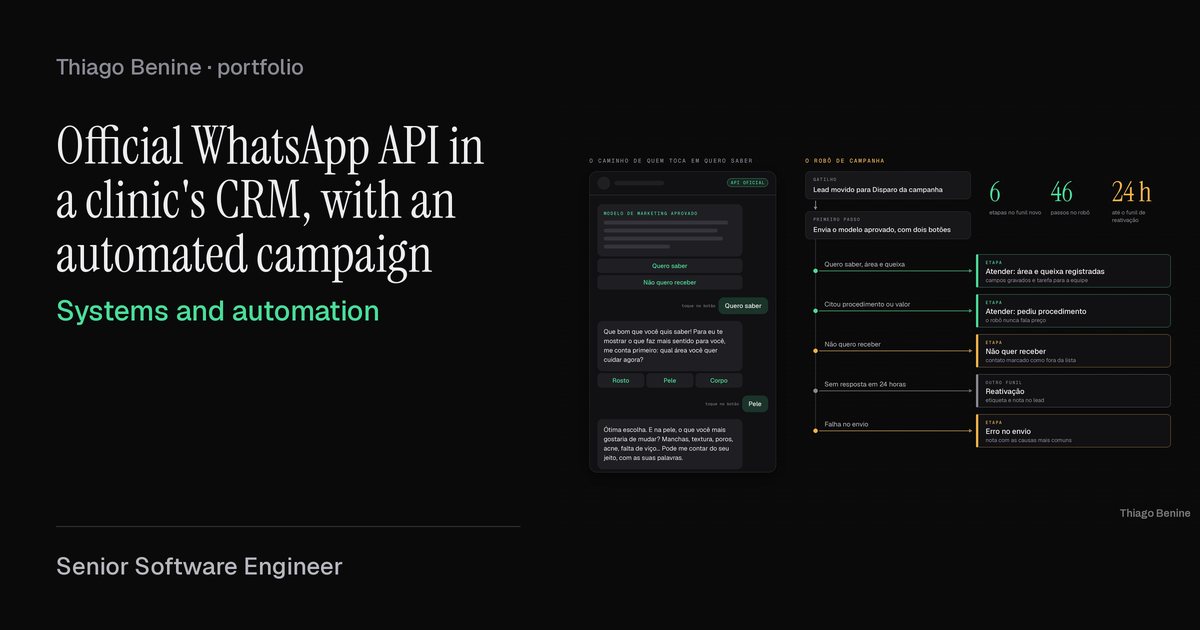 Thiago Benine · portfolio
Official WhatsApp API in
a clinic's CRM, with an
automated campaign
Systems and automation
Senior Software Engineer
O CAMINHO DE QUEM TOCA EM QUERO SABER
API OFICIAL
MODELO DE MARKETING APROVADO
Quero saber
Não quero receber
toque no botão
Quero saber
Que bom que você quis saber! Para eu te
mostrar o que faz mais sentido para você,
me conta primeiro: qual área você quer
cuidar agora?
Rosto
Pele
Corpo
toque no botão
Pele
Ótima escolha. E na pele, o que você mais
gostaria de mudar? Manchas, textura, poros,
acne, falta de viço... Pode me contar do seu
jeito, com as suas palavras.
O ROBÔ DE CAMPANHA
GATILHO
Lead movido para Disparo da campanha
PRIMEIRO PASSO
Envia o modelo aprovado, com dois botões
6
etapas no funil novo
46
passos no robô
24 h
até o funil de
reativação
Quero saber, área e queixa
ETAPA
Atender: área e queixa registradas
campos gravados e tarefa para a equipe
Citou procedimento ou valor
ETAPA
Atender: pediu procedimento
o robô nunca fala preço
Não quero receber
ETAPA
Não quer receber
contato marcado como fora da lista
Sem resposta em 24 horas
OUTRO FUNIL
Reativação
etiqueta e nota no lead
Falha no envio
ETAPA
Erro no envio
nota com as causas mais comuns
Thiago Benine